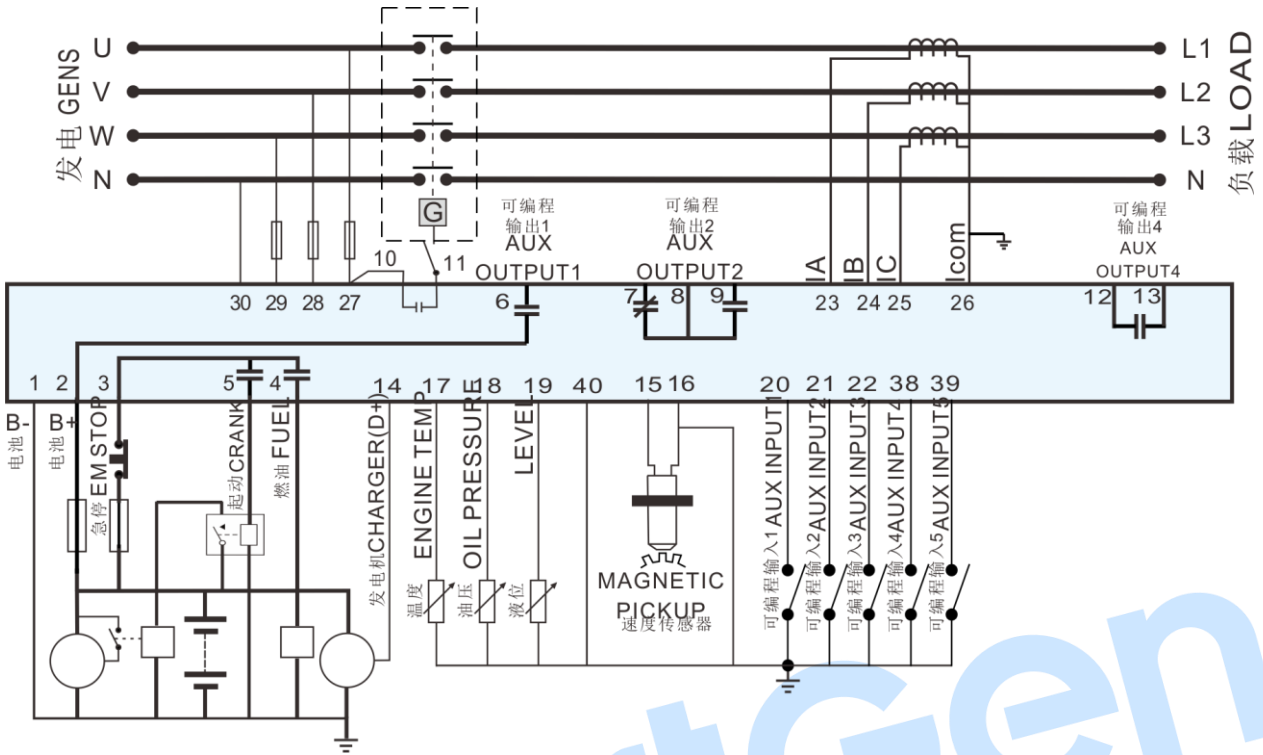 发电 GENS
U
V
W
N
L1
L2
L3
N
负载 LOAD
G
10
11
可编程
输出1
AUX
OUTPUT1
可编程
输出2
AUX
OUTPUT2
IA
IB
IC
Icom
可编程
输出4
AUX
OUTPUT4
30 29 28 27
6
7 8 9
23 24 25 26
12 13
1 2 3 5 4 14 17 18 19 40 15 16 20 21 22 38 39
B-
电池
B+
电池
EM STOP
急停
起动CRANK
燃油 FUEL
发电机CHARGER(D+)
ENGINE TEMP
温度
OIL PRESSURE
油压
LEVEL
液位
MAGNETIC
PICKUP
速度传感器
可编程输入1 AUX INPUT1
可编程输入2 AUX INPUT2
可编程输入3 AUX INPUT3
可编程输入4 AUX INPUT4
可编程输入5 AUX INPUT5